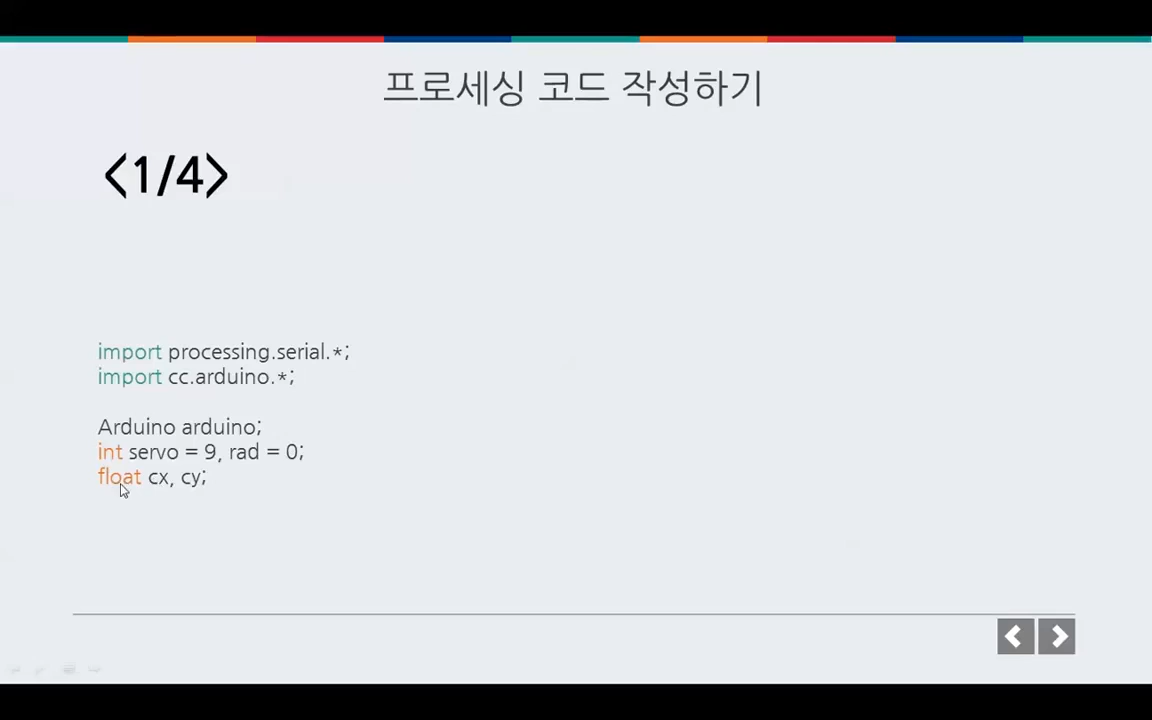 프로세싱 코드 작성하기
<1/4>
import processing.serial.*;
import cc.arduino.*;
Arduino arduino;
int servo = 9, rad = 0;
float cx, cy;